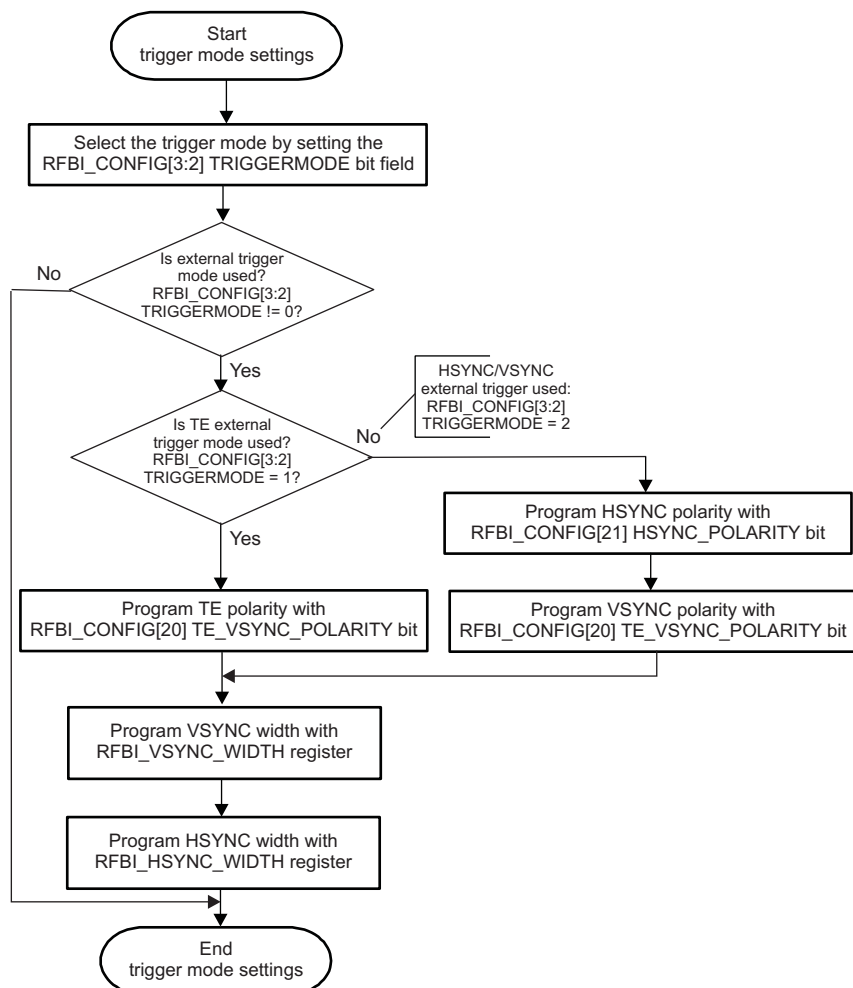 Start
trigger mode settings
Select the trigger mode by setting the
RFBI_CONFIG[3:2] TRIGGERMODE bit field
No
Is external trigger
mode used?
RFBI_CONFIG[3:2]
TRIGGERMODE != 0?
Yes
HSYNC/VSYNC
external trigger used:
RFBI_CONFIG[3:2]
TRIGGERMODE = 2
Is TE external
trigger mode used?
RFBI_CONFIG[3:2]
TRIGGERMODE = 1?
No
Program HSYNC polarity with
RFBI_CONFIG[21] HSYNC_POLARITY bit
Yes
Program TE polarity with
RFBI_CONFIG[20] TE_VSYNC_POLARITY bit
Program VSYNC polarity with
RFBI_CONFIG[20] TE_VSYNC_POLARITY bit
Program VSYNC width with
RFBI_VSYNC_WIDTH register
Program HSYNC width with
RFBI_HSYNC_WIDTH register
End
trigger mode settings